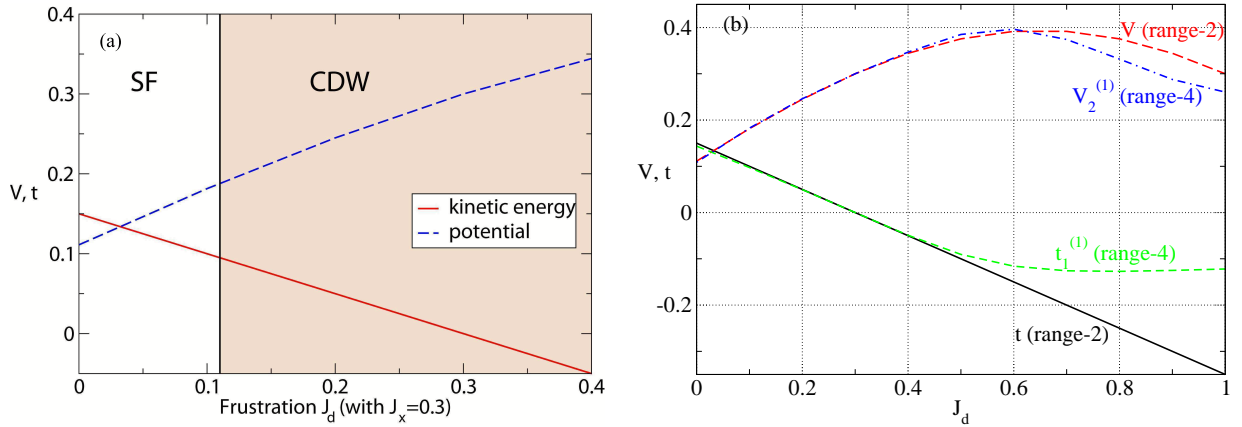 (a)
SF
CDW
0.4
0.3
0.2
0.1
0
V, t
kinetic energy
potential
0
0.1
0.2
0.3
0.4
Frustration J_d (with J_x=0.3)
(b)
V (range-2)
V_2^(1) (range-4)
0.4
0.2
0
-0.2
V, t
t_1^(1) (range-4)
t (range-2)
0
0.2
0.4
0.6
0.8
1
J_d